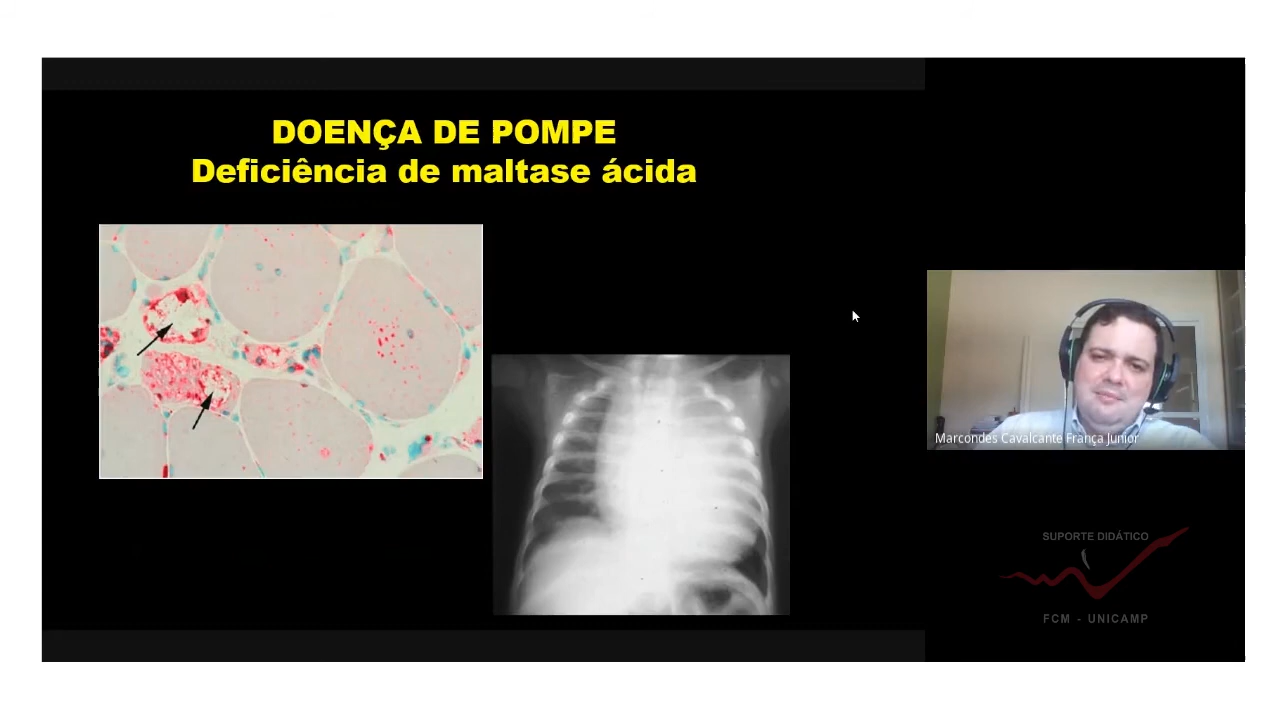 DOENÇA DE POMPE
Deficiência de maltase ácida
Marcondes Cavalcante França Junior
SUPORTE DIDÁTICO
FCM - UNICAMP